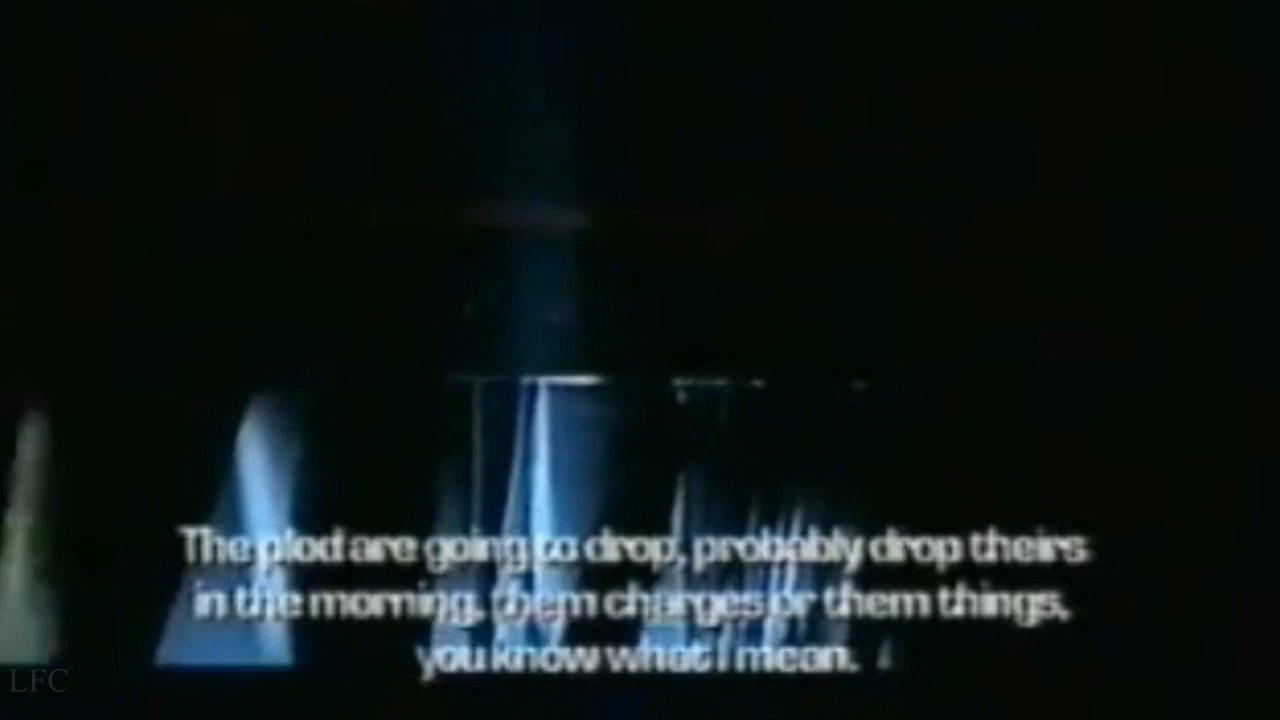 The plod are going to drop, probably drop theirs
in the morning, them charges or them things,
you know what I mean.
LFC